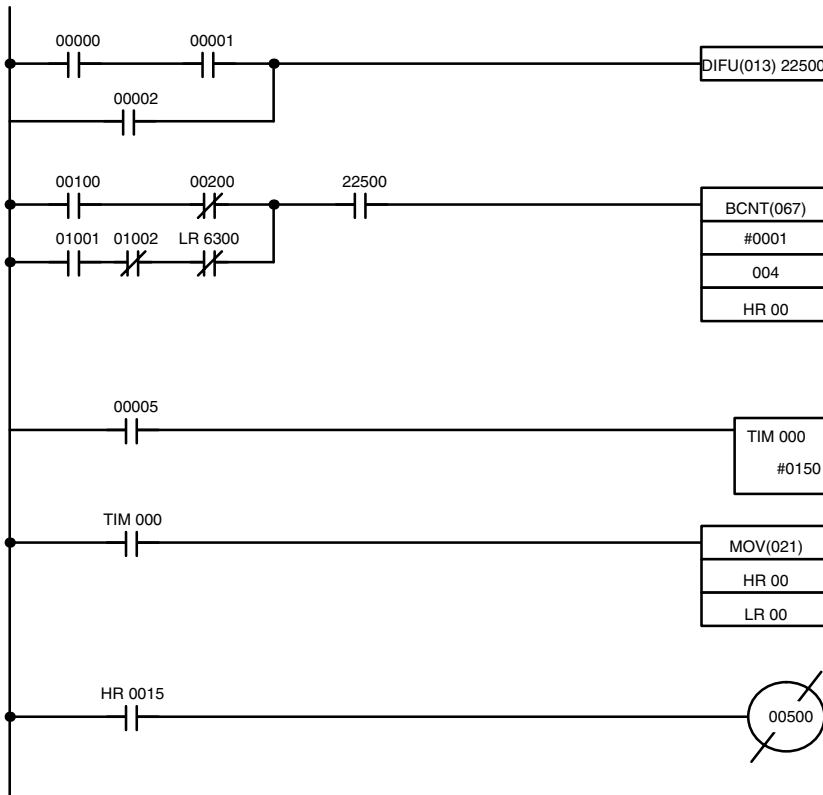 00000 00001
DIFU(013) 22500
00002
00100 00200 22500
BCNT(067)
01001 01002 LR 6300
#0001
004
HR 00
00005
TIM 000
#0150
TIM 000
MOV(021)
HR 00
LR 00
HR 0015
00500